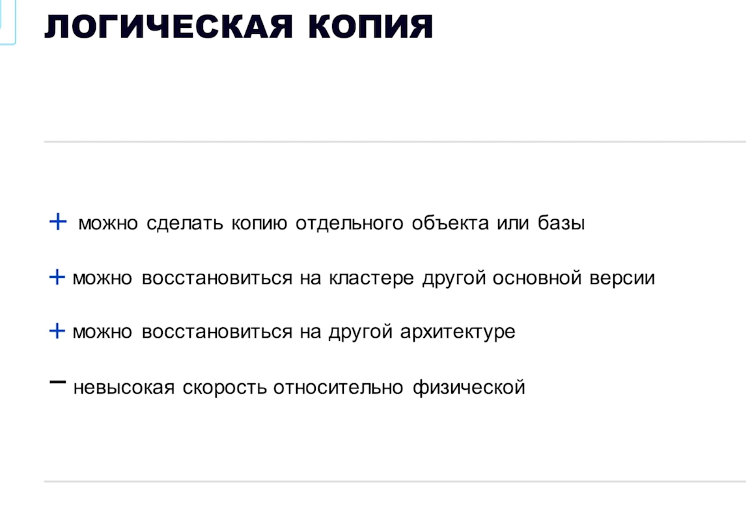 ЛОГИЧЕСКАЯ КОПИЯ
+ можно сделать копию отдельного объекта или базы
+ можно восстановиться на кластере другой основной версии
+ можно восстановиться на другой архитектуре
− невысокая скорость относительно физической